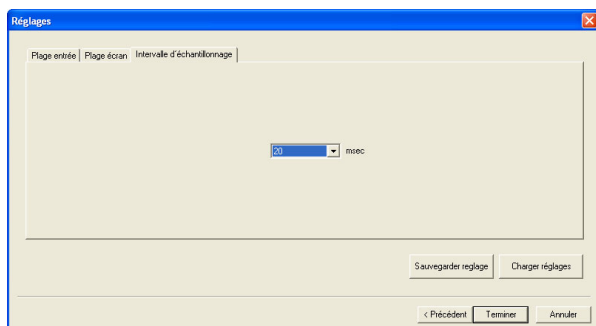 Réglages
Plage entrée
Plage écran
Intervalle d'échantillonnage
20
msec
Sauvegarder reglage
Charger réglages
< Précédent
Terminer
Annuler